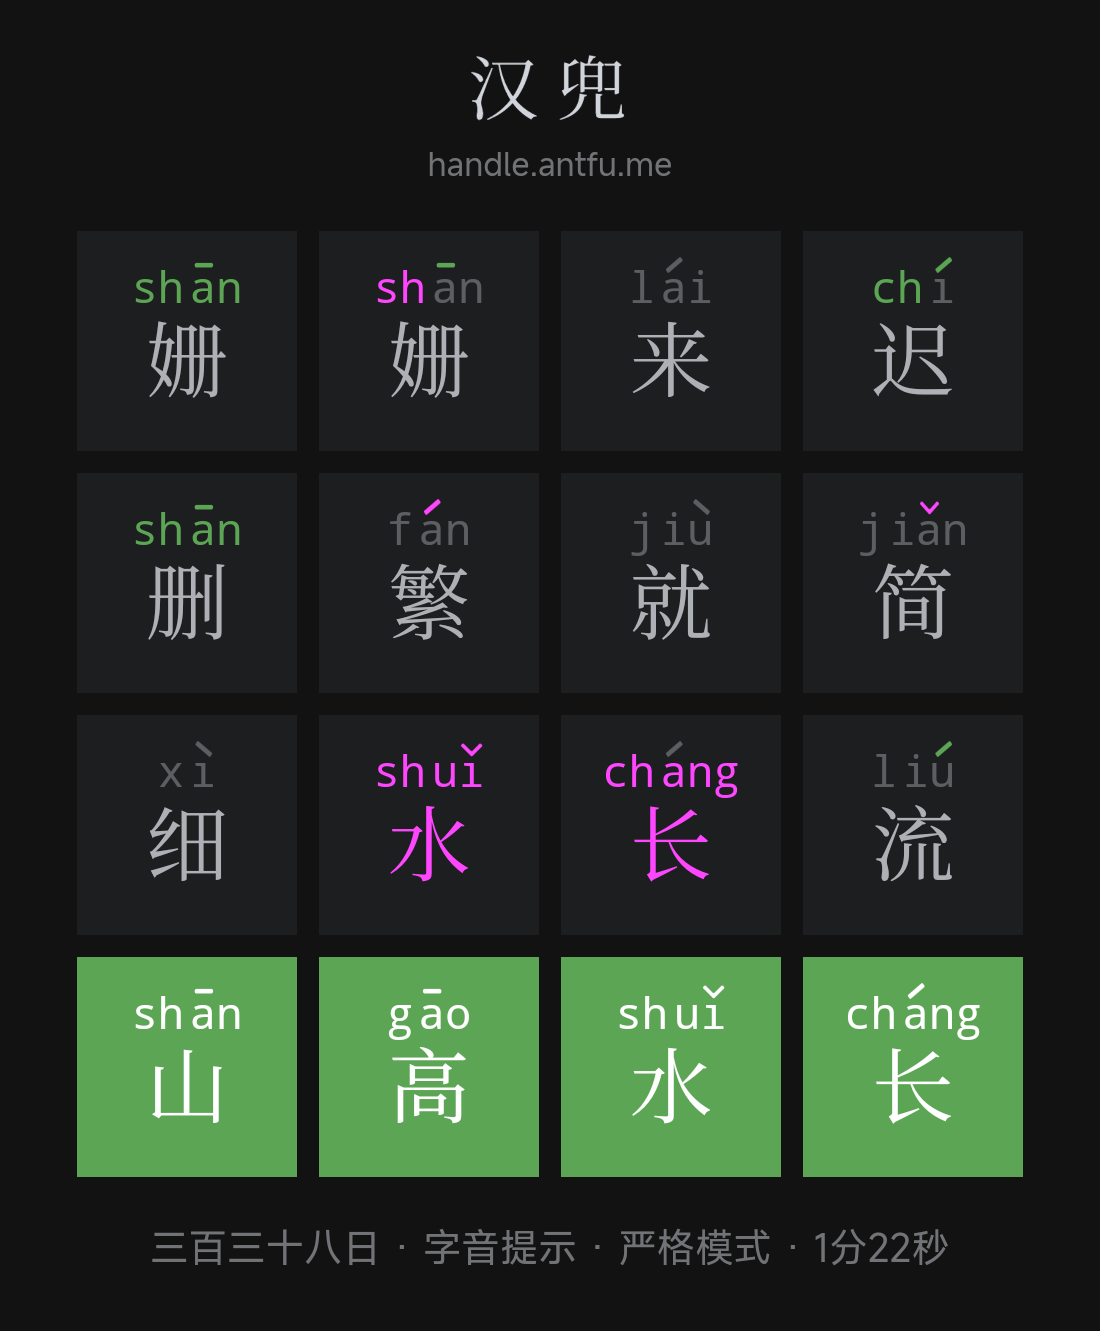 汉兜
handle.antfu.me
shān shān lái chí
姗姗来迟
shān fán jiù jiǎn
删繁就简
xì shuǐ cháng liú
细水长流
shān gāo shuǐ cháng
山高水长
三百三十八日 · 字音提示 · 严格模式 · 1分22秒